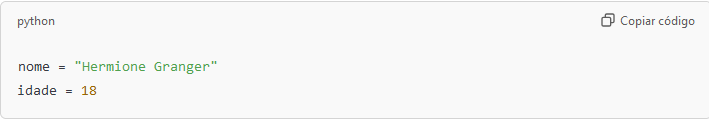 python
Copiar código
nome = "Hermione Granger"
idade = 18